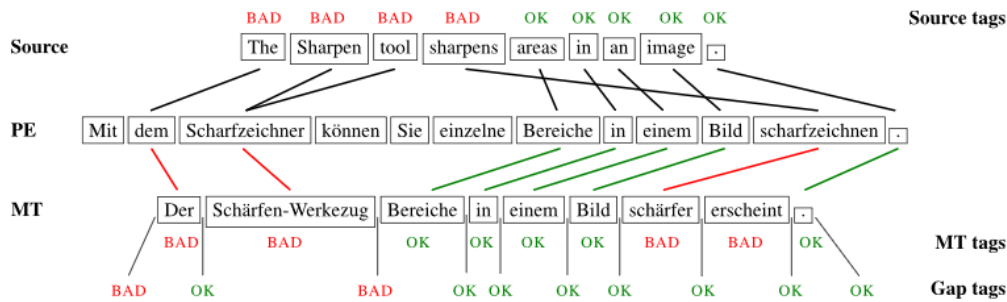 BAD BAD BAD BAD OK OK OK OK OK Source tags
Source The Sharpen tool sharpens areas in an image .
PE Mit dem Scharfzeichner können Sie einzelne Bereiche in einem Bild scharfzeichnen .
MT Der Schärfen-Werkezug Bereiche in einem Bild schärfer erscheint .
BAD BAD OK OK OK OK BAD BAD OK MT tags
BAD OK BAD OK OK OK OK OK OK OK Gap tags